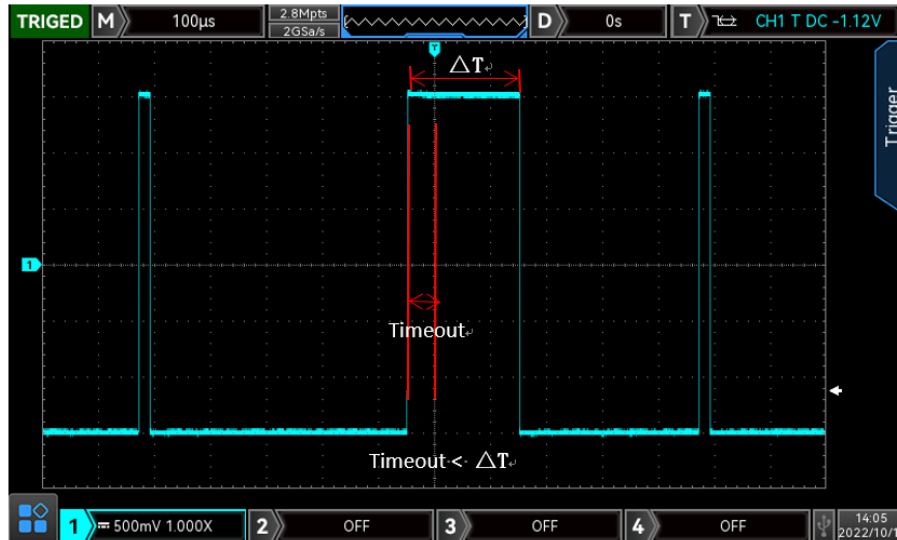 TRIGED M 100μs 2.8Mpts 2GSa/s D 0s T CH1 T DC -1.12V
T
△T
Trigger
1
Timeout
Timeout < △T
1 500mV 1.000X 2 OFF 3 OFF 4 OFF 14:05
2022/10/1